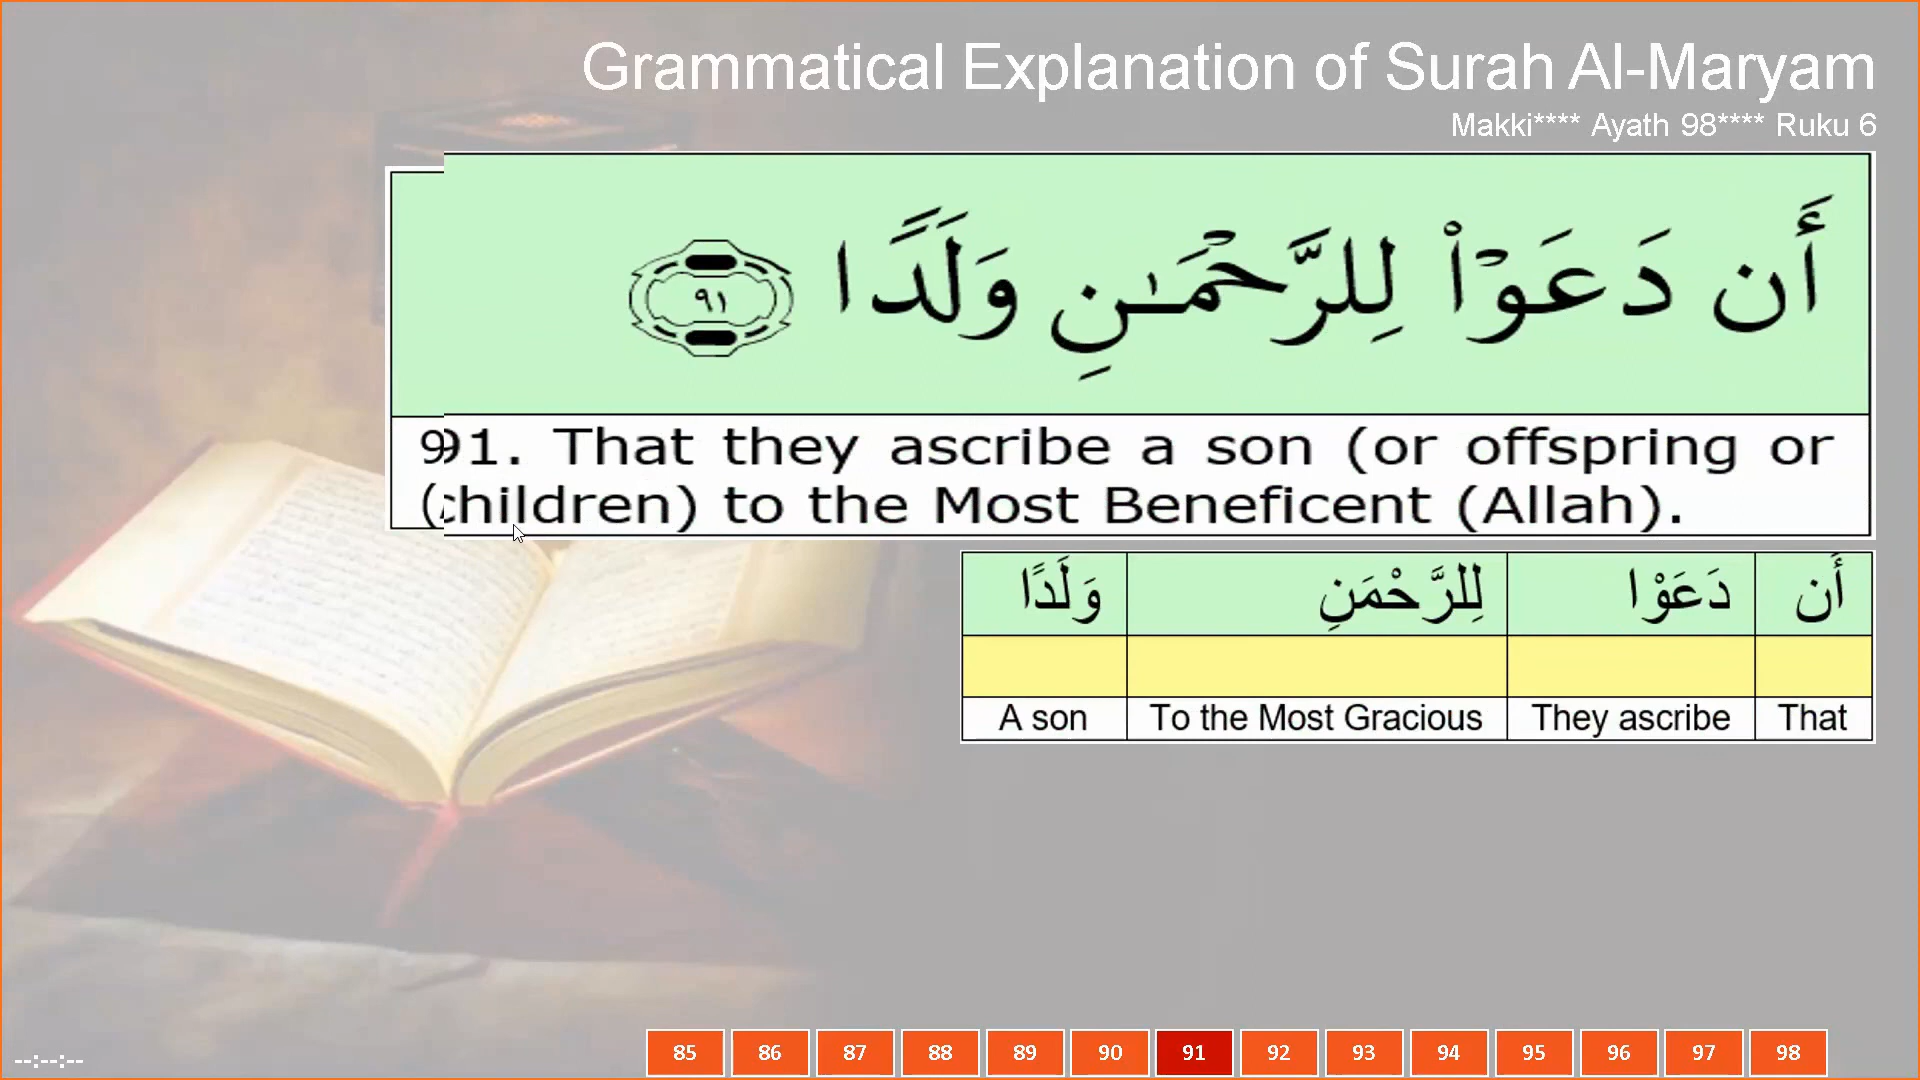 Grammatical Explanation of Surah Al-Maryam
Makki**** Ayath 98**** Ruku 6
أَن دَعَوْا۟ لِلرَّحْمَـٰنِ وَلَدًا ٩١
91. That they ascribe a son (or offspring or
children) to the Most Beneficent (Allah).
أَن دَعَوْا لِلرَّحْمَنِ وَلَدًا
That They ascribe To the Most Gracious A son
--:--:-- 85 86 87 88 89 90 91 92 93 94 95 96 97 98